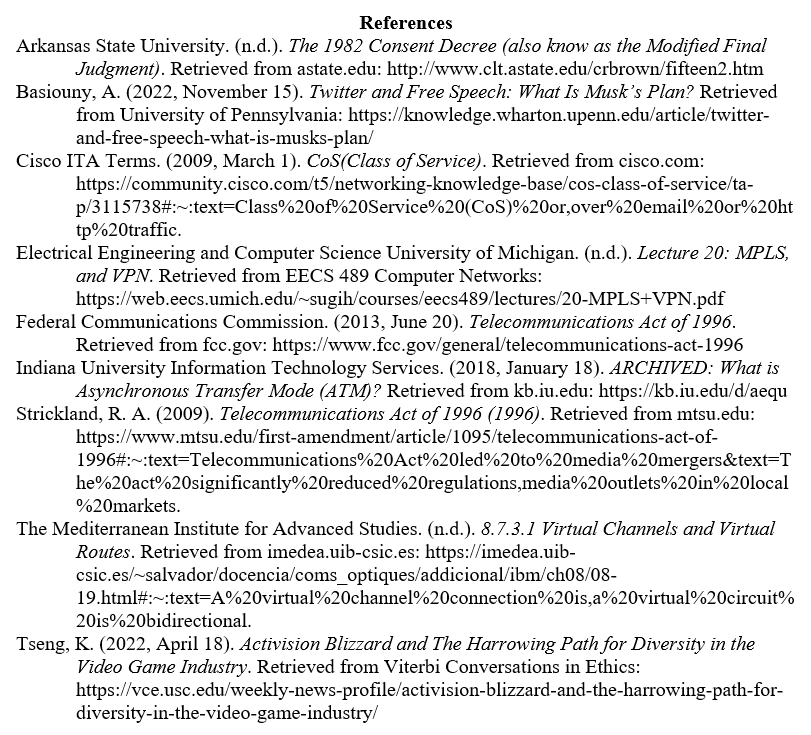 References
Arkansas State University. (n.d.). The 1982 Consent Decree (also know as the Modified Final
Judgment). Retrieved from astate.edu: http://www.clt.astate.edu/crbrown/fifteen2.htm
Basiouny, A. (2022, November 15). Twitter and Free Speech: What Is Musk’s Plan? Retrieved
from University of Pennsylvania: https://knowledge.wharton.upenn.edu/article/twitter-
and-free-speech-what-is-musks-plan/
Cisco ITA Terms. (2009, March 1). CoS(Class of Service). Retrieved from cisco.com:
https://community.cisco.com/t5/networking-knowledge-base/cos-class-of-service/ta-
p/3115738#:~:text=Class%20of%20Service%20(CoS)%20or,over%20email%20or%20ht
tp%20traffic.
Electrical Engineering and Computer Science University of Michigan. (n.d.). Lecture 20: MPLS,
and VPN. Retrieved from EECS 489 Computer Networks:
https://web.eecs.umich.edu/~sugih/courses/eecs489/lectures/20-MPLS+VPN.pdf
Federal Communications Commission. (2013, June 20). Telecommunications Act of 1996.
Retrieved from fcc.gov: https://www.fcc.gov/general/telecommunications-act-1996
Indiana University Information Technology Services. (2018, January 18). ARCHIVED: What is
Asynchronous Transfer Mode (ATM)? Retrieved from kb.iu.edu: https://kb.iu.edu/d/aequ
Strickland, R. A. (2009). Telecommunications Act of 1996 (1996). Retrieved from mtsu.edu:
https://www.mtsu.edu/first-amendment/article/1095/telecommunications-act-of-
1996#:~:text=Telecommunications%20Act%20led%20to%20media%20mergers&text=T
he%20act%20significantly%20reduced%20regulations,media%20outlets%20in%20local
%20markets.
The Mediterranean Institute for Advanced Studies. (n.d.). 8.7.3.1 Virtual Channels and Virtual
Routes. Retrieved from imedea.uib-csic.es: https://imedea.uib-
csic.es/~salvador/docencia/coms_optiques/addicional/ibm/ch08/08-
19.html#:~:text=A%20virtual%20channel%20connection%20is,a%20virtual%20circuit%
20is%20bidirectional.
Tseng, K. (2022, April 18). Activision Blizzard and The Harrowing Path for Diversity in the
Video Game Industry. Retrieved from Viterbi Conversations in Ethics:
https://vce.usc.edu/weekly-news-profile/activision-blizzard-and-the-harrowing-path-for-
diversity-in-the-video-game-industry/